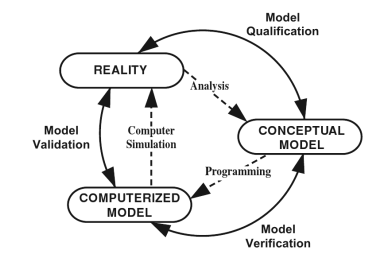 Model
Qualification
REALITY
Analysis
Model
Validation
Computer
Simulation
CONCEPTUAL
MODEL
Programming
COMPUTERIZED
MODEL
Model
Verification